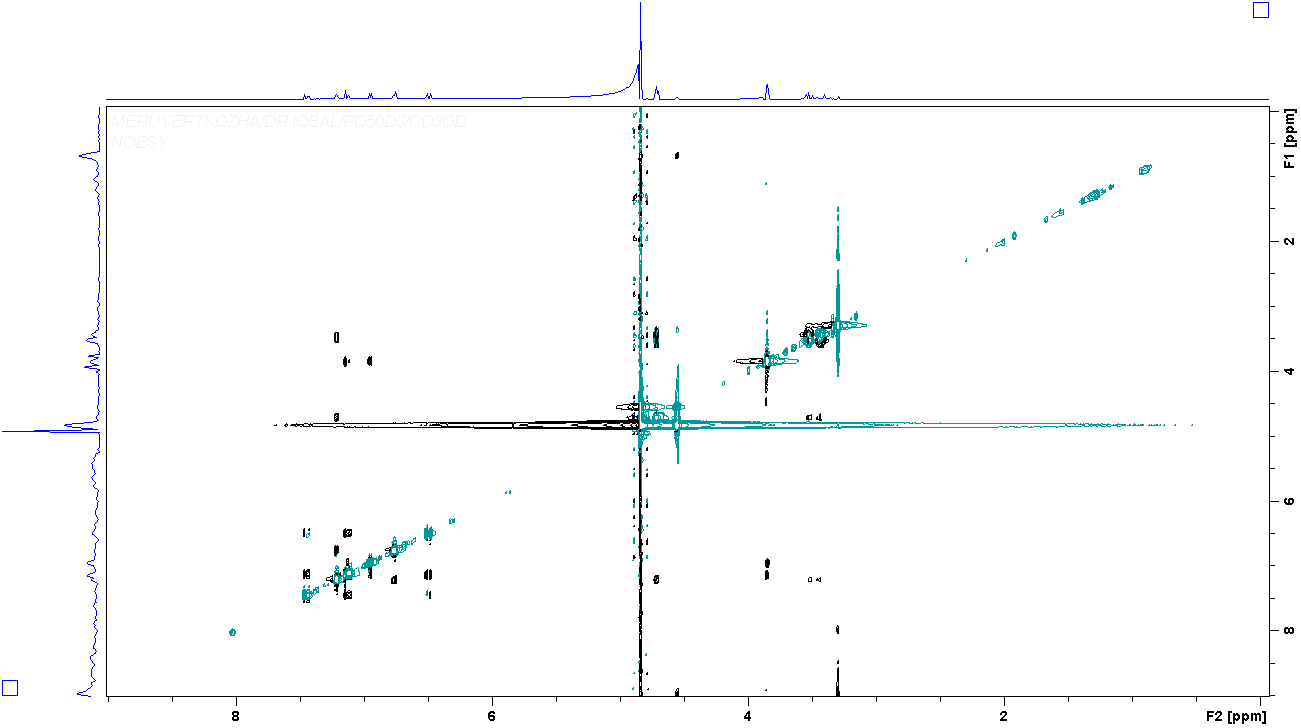 MERUYERTKOZHA/DR IQBAL/PD50D3/CD3OD
NOESY
F1 [ppm]
2
4
6
8
8
6
4
2
F2 [ppm]